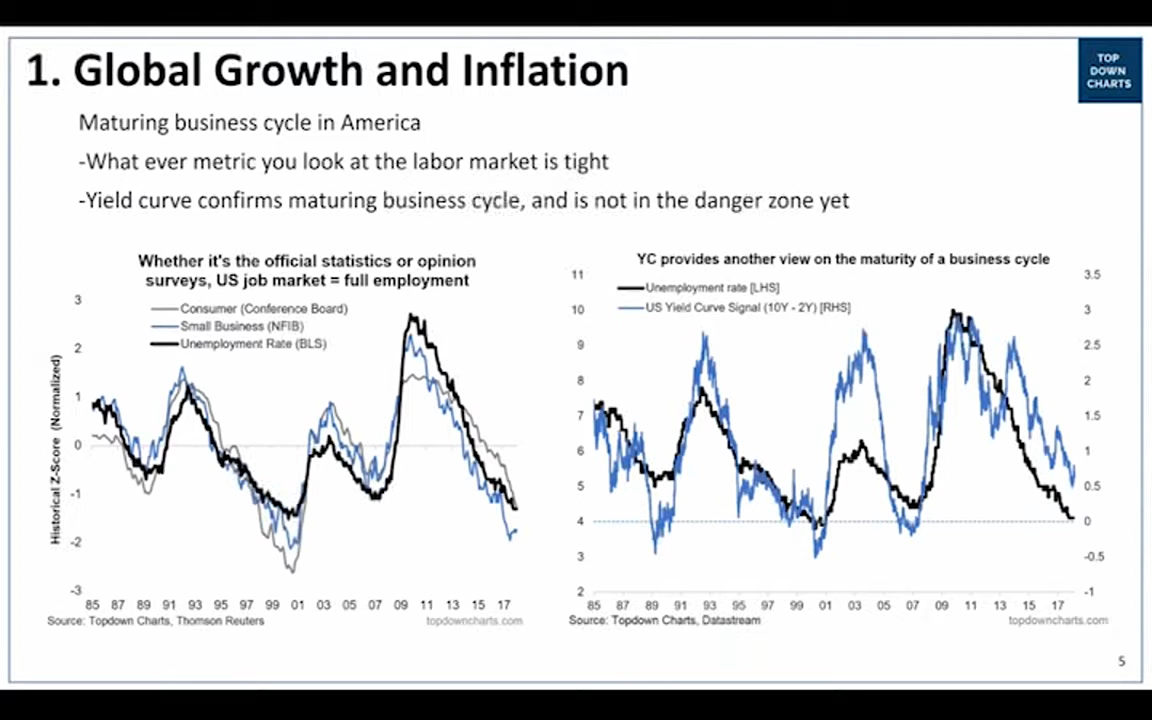 1. Global Growth and Inflation
TOP
DOWN
CHARTS
Maturing business cycle in America
-What ever metric you look at the labor market is tight
-Yield curve confirms maturing business cycle, and is not in the danger zone yet
Whether it's the official statistics or opinion
surveys, US job market = full employment
Consumer (Conference Board)
Small Business (NFIB)
Unemployment Rate (BLS)
Historical Z-Score (Normalized)
3
2
1
0
-1
-2
-3
85 87 89 91 93 95 97 99 01 03 05 07 09 11 13 15 17
Source: Topdown Charts, Thomson Reuters
topdowncharts.com
YC provides another view on the maturity of a business cycle
Unemployment rate [LHS]
US Yield Curve Signal (10Y - 2Y) [RHS]
11
10
9
8
7
6
5
4
3
2
3.5
3
2.5
2
1.5
1
0.5
0
-0.5
-1
85 87 89 91 93 95 97 99 01 03 05 07 09 11 13 15 17
Source: Topdown Charts, Datastream
topdowncharts.com
5